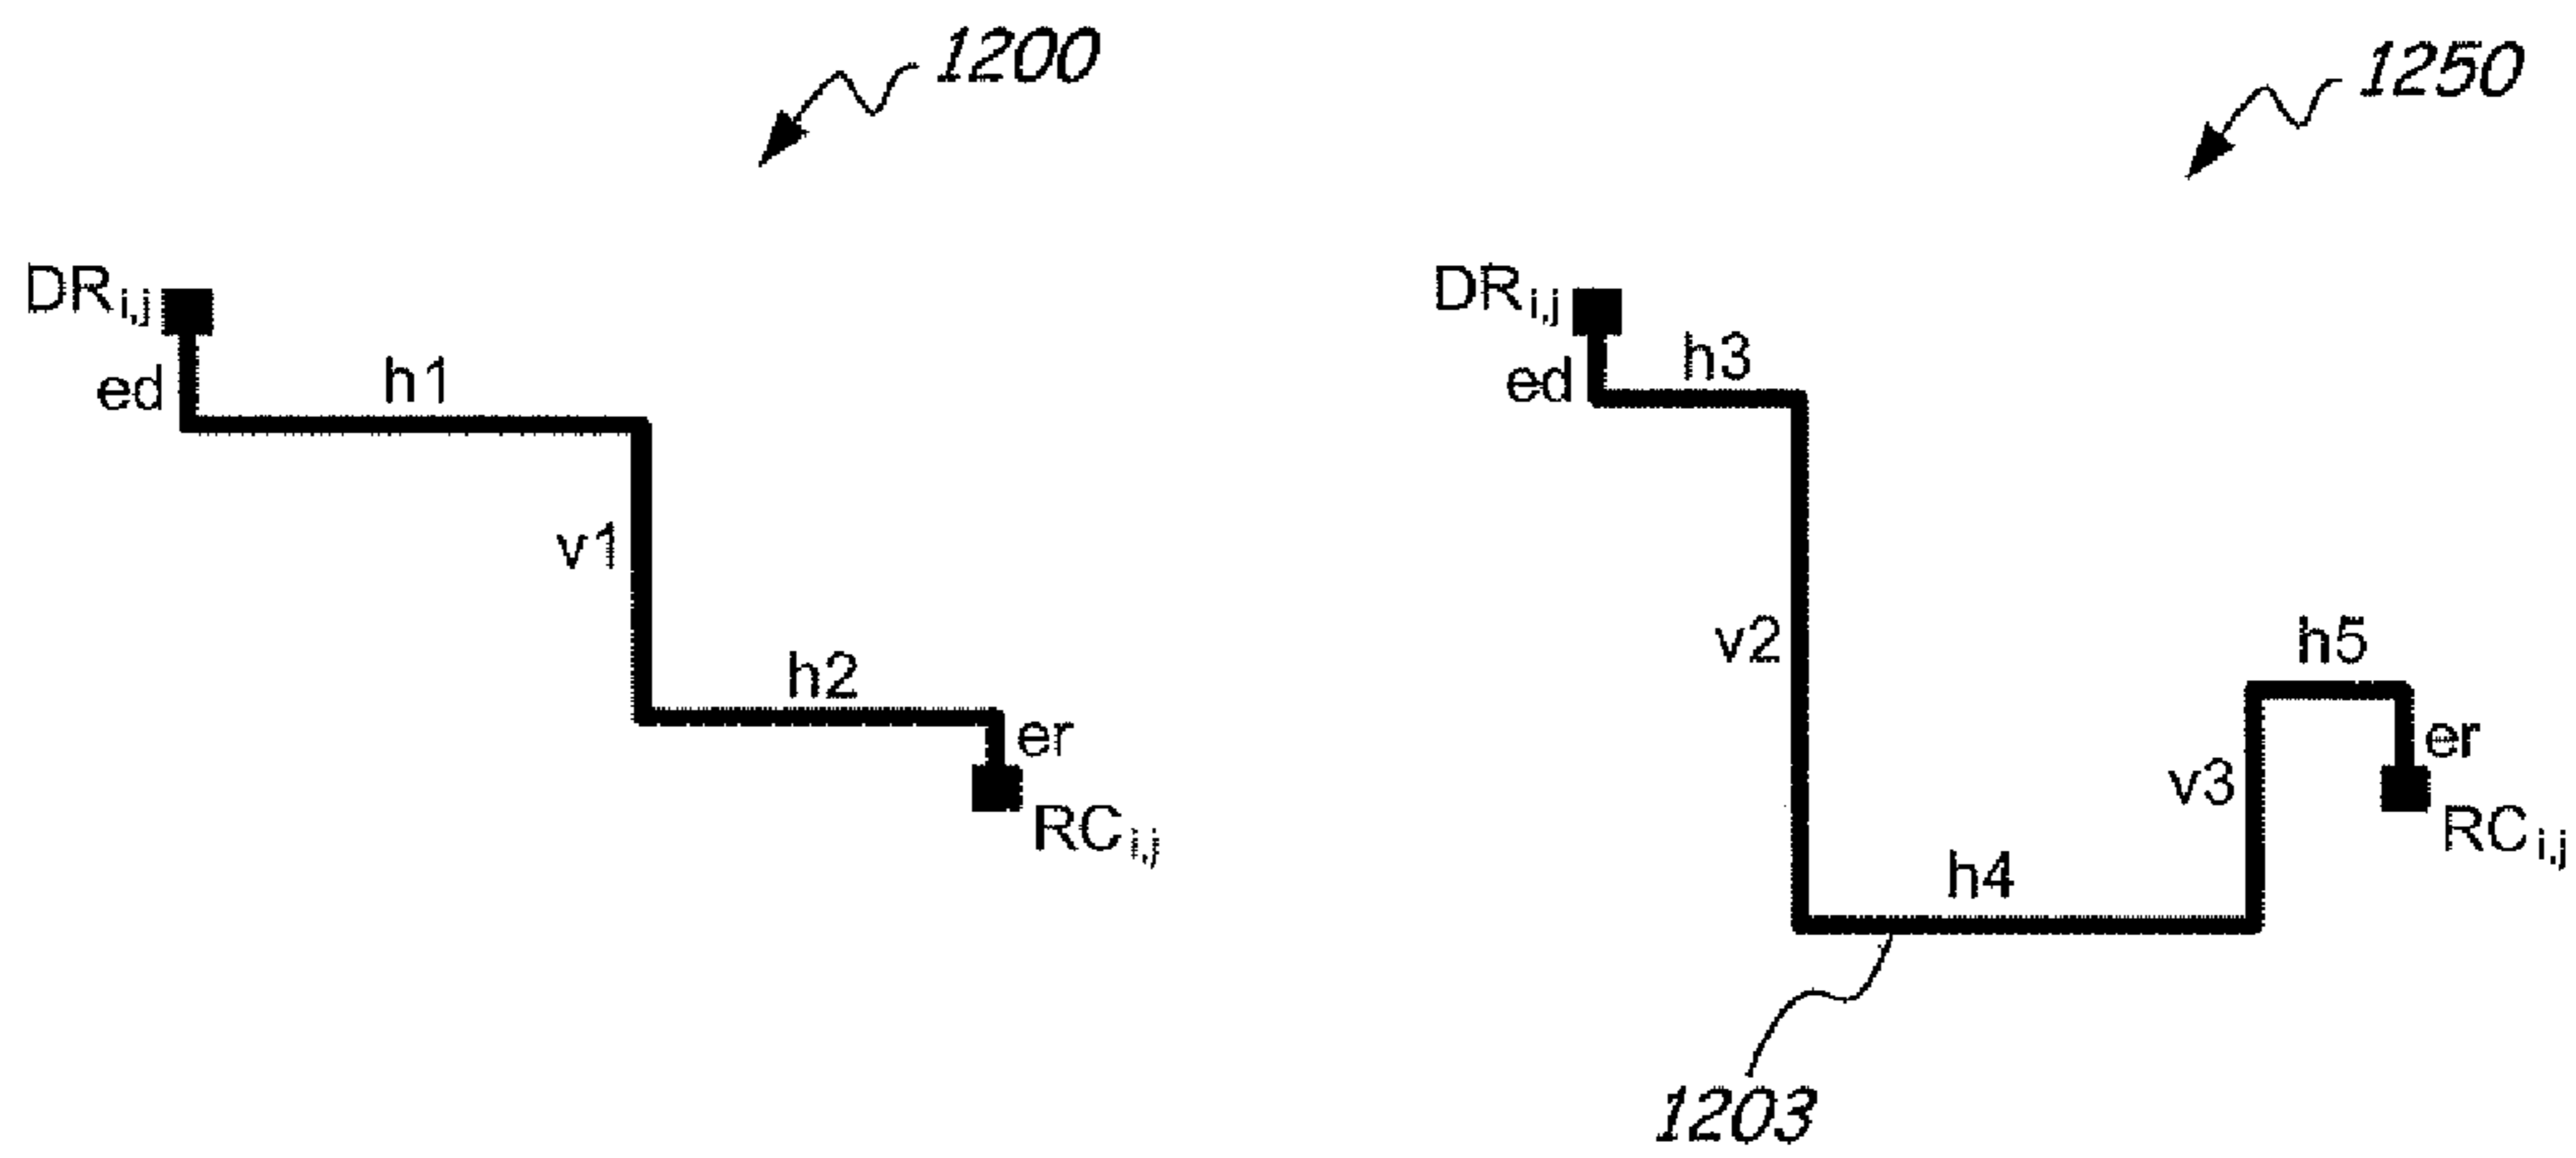 1200
DRi,j
ed
h1
v1
h2
er
RCi,j
1250
DRi,j
ed
h3
v2
h4
v3
h5
er
RCi,j
1203